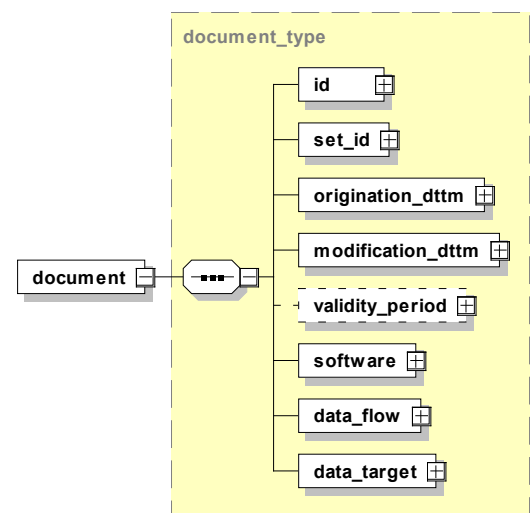 document_type
id
set_id
origination_dttm
modification_dttm
document
validity_period
software
data_flow
data_target